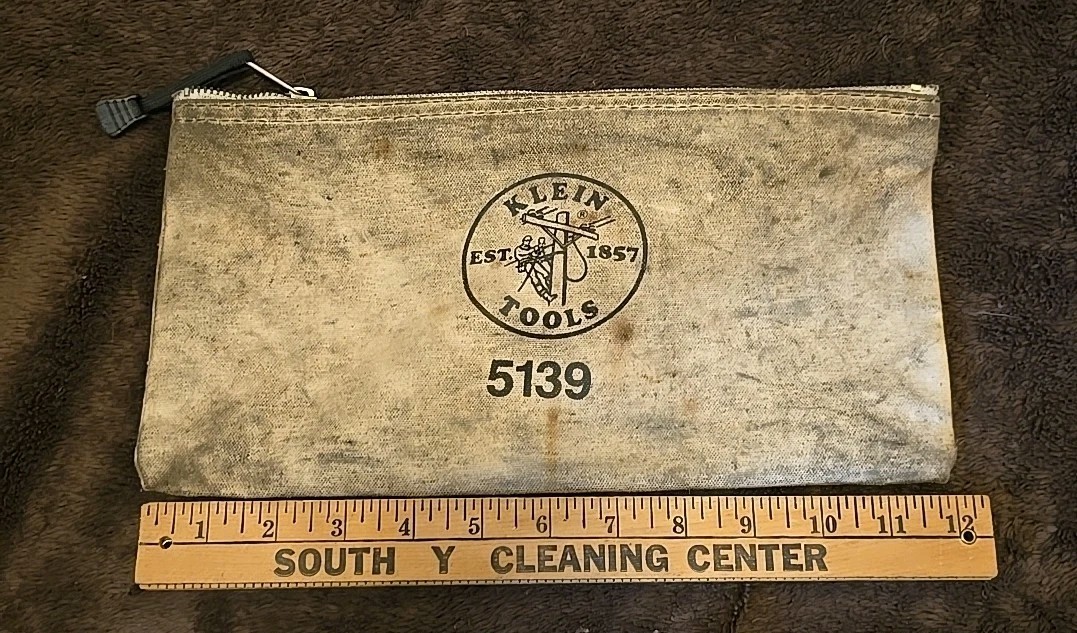 KLEIN
®
EST. 1857
TOOLS
5139
1 2 3 4 5 6 7 8 9 10 11 12
SOUTH Y CLEANING CENTER